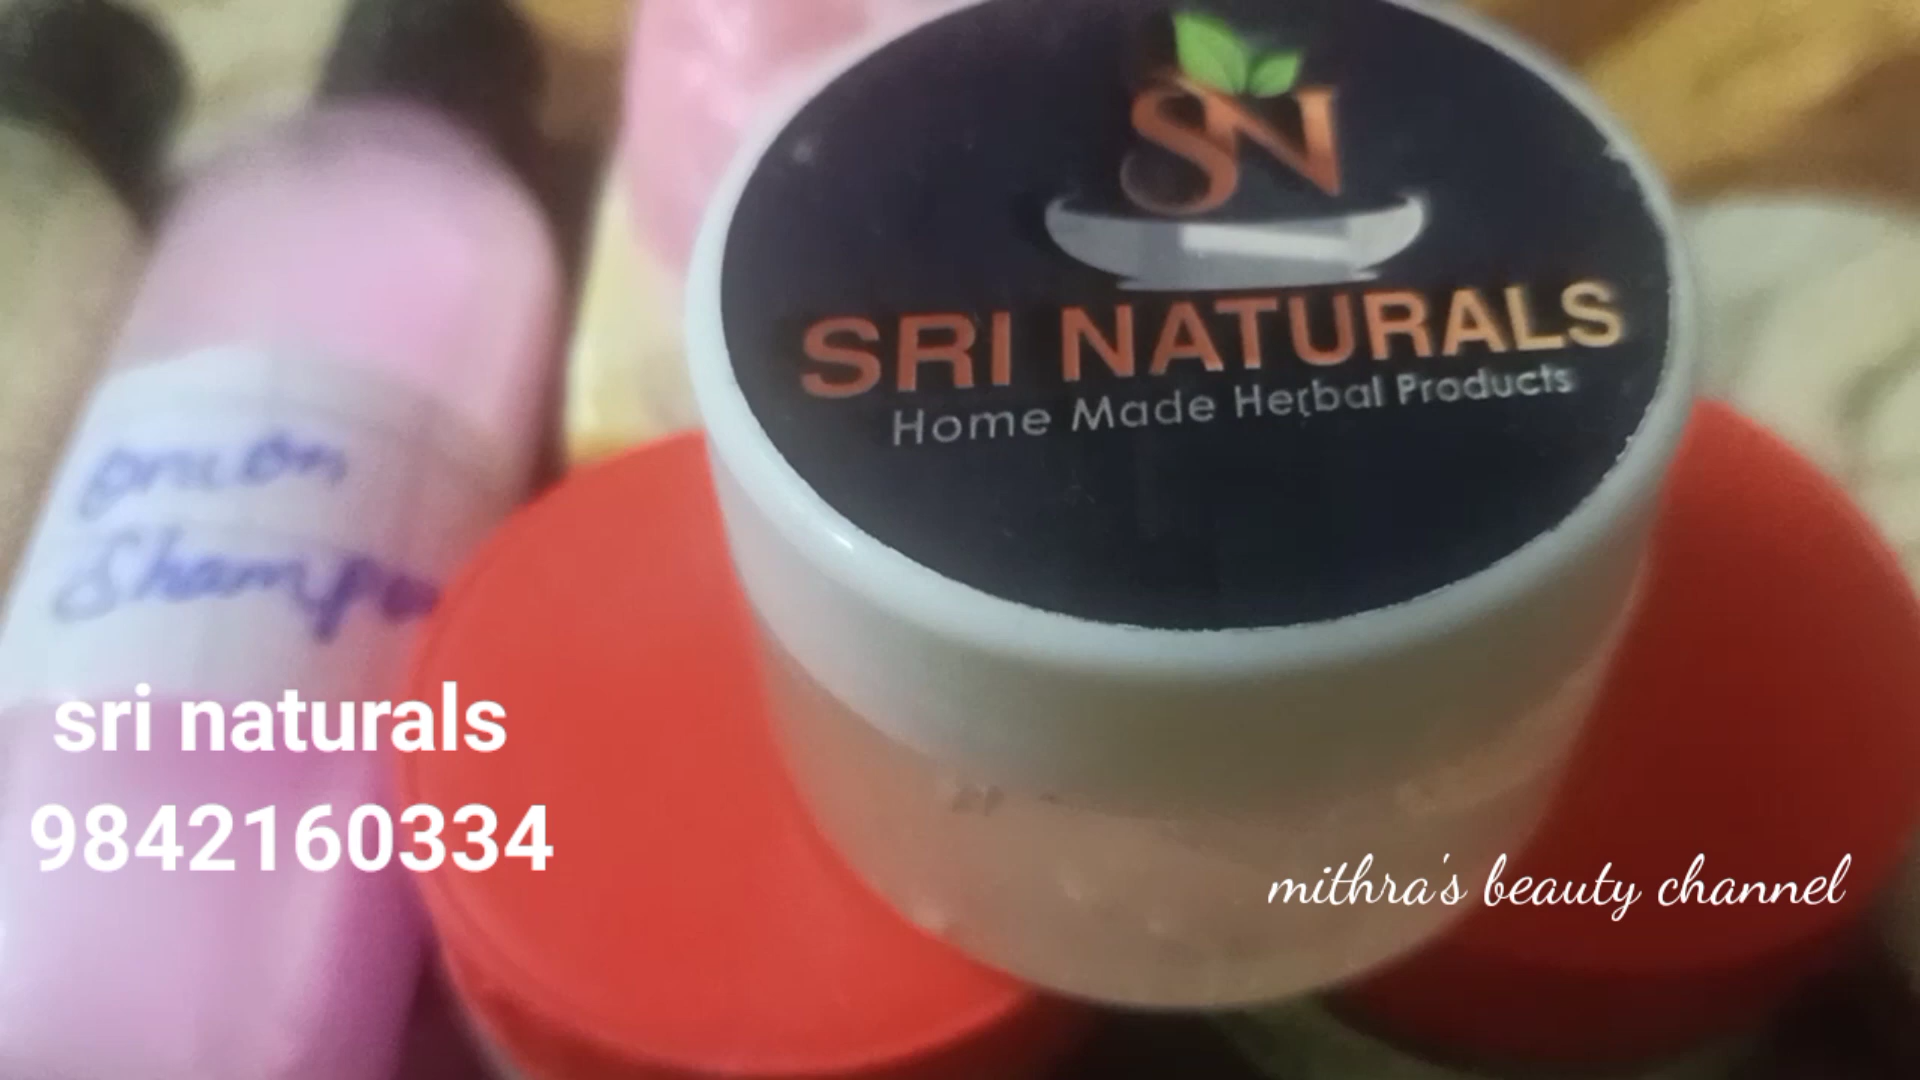 SN
SRI NATURALS
Home Made Herbal Products
onion
Shampo
sri naturals
9842160334
mithra's beauty channel